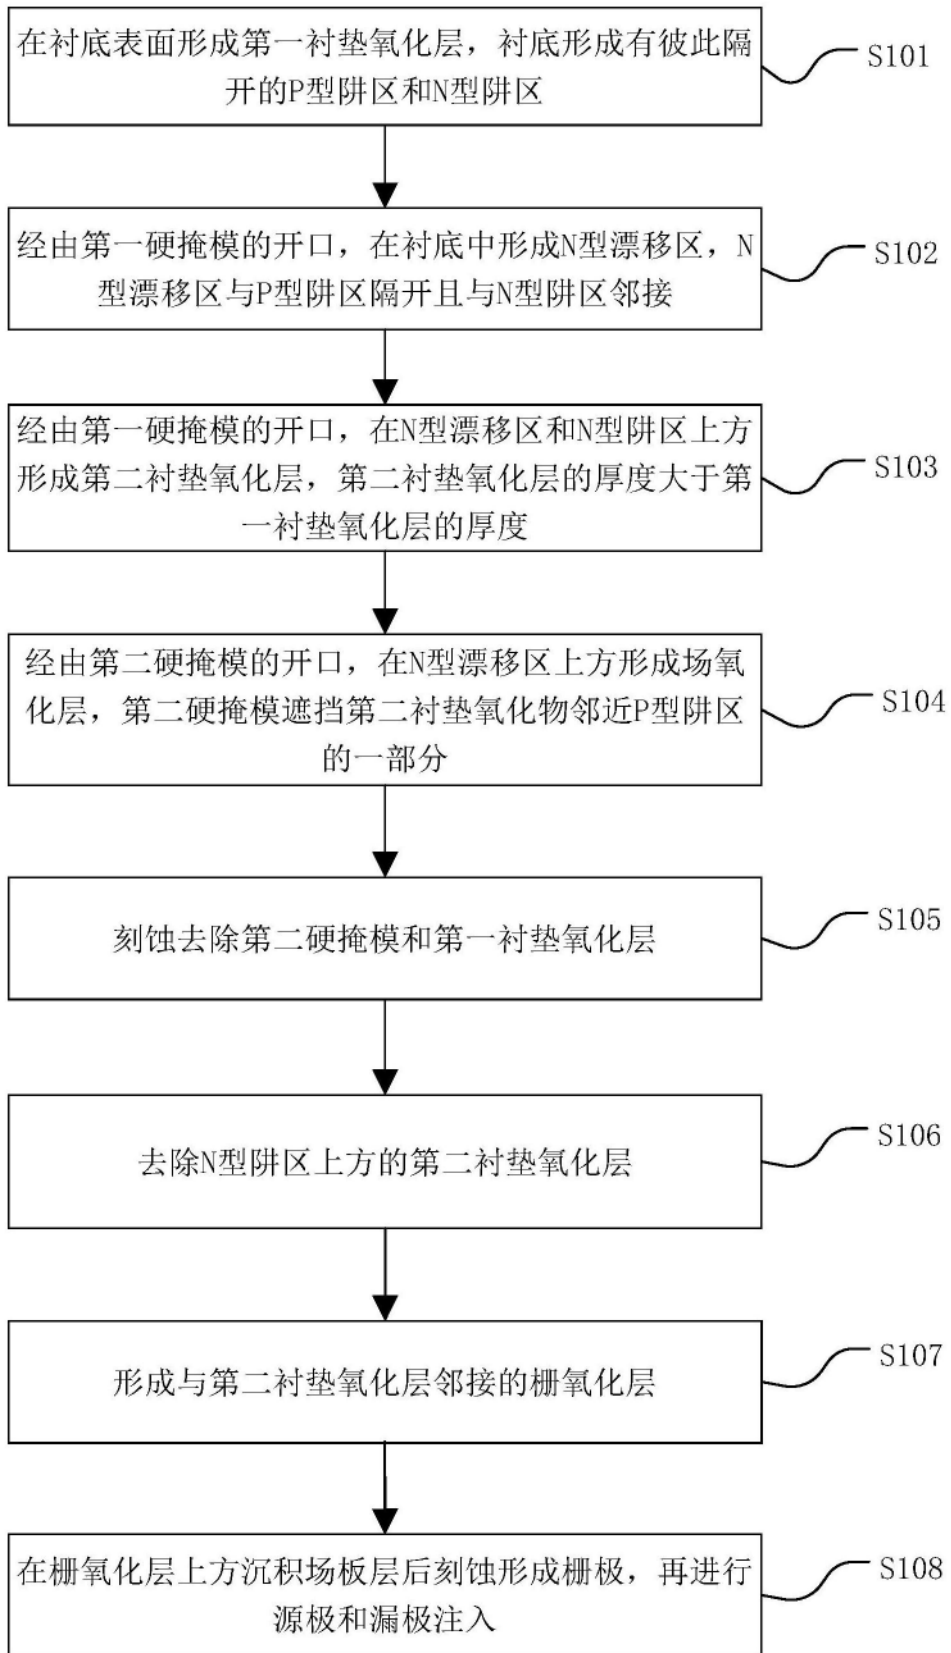 在衬底表面形成第一衬垫氧化层，衬底形成有彼此隔
开的P型阱区和N型阱区
S101
经由第一硬掩模的开口，在衬底中形成N型漂移区，N
型漂移区与P型阱区隔开且与N型阱区邻接
S102
经由第一硬掩模的开口，在N型漂移区和N型阱区上方
形成第二衬垫氧化层，第二衬垫氧化层的厚度大于第
一衬垫氧化层的厚度
S103
经由第二硬掩模的开口，在N型漂移区上方形成场氧
化层，第二硬掩模遮挡第二衬垫氧化物邻近P型阱区
的一部分
S104
刻蚀去除第二硬掩模和第一衬垫氧化层
S105
去除N型阱区上方的第二衬垫氧化层
S106
形成与第二衬垫氧化层邻接的栅氧化层
S107
在栅氧化层上方沉积场板层后刻蚀形成栅极，再进行
源极和漏极注入
S108